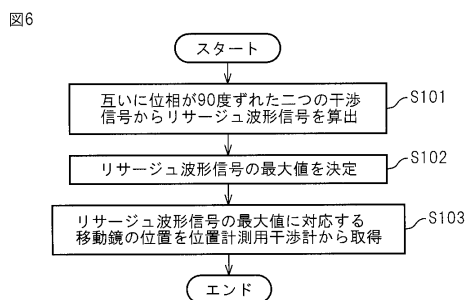 図6
スタート
互いに位相が90度ずれた二つの干渉
信号からリサージュ波形信号を算出
S101
リサージュ波形信号の最大値を決定
S102
リサージュ波形信号の最大値に対応する
移動鏡の位置を位置計測用干渉計から取得
S103
エンド